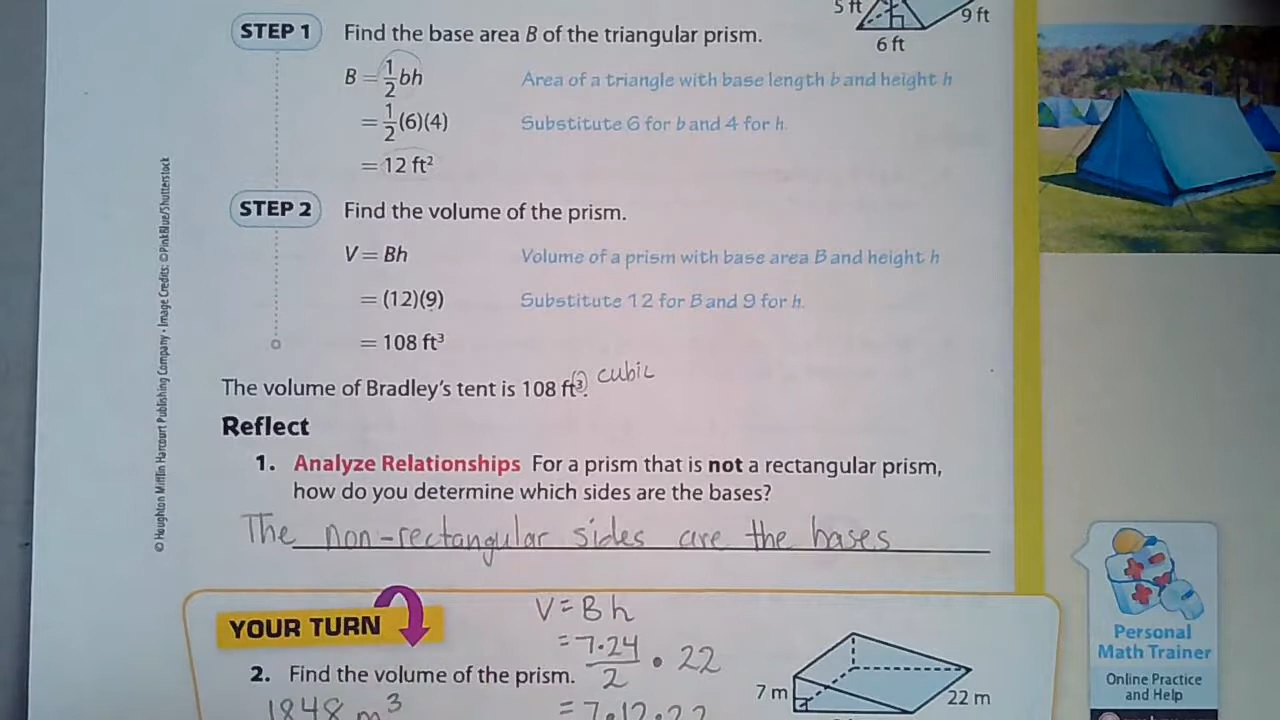 5 ft
9 ft
6 ft
STEP 1 Find the base area B of the triangular prism.
B = 1/2 bh Area of a triangle with base length b and height h
= 1/2 (6)(4) Substitute 6 for b and 4 for h.
= 12 ft²
STEP 2 Find the volume of the prism.
V = Bh Volume of a prism with base area B and height h
= (12)(9) Substitute 12 for B and 9 for h.
= 108 ft³
The volume of Bradley's tent is 108 ft³. cubic
Reflect
1. Analyze Relationships For a prism that is not a rectangular prism,
how do you determine which sides are the bases?
The non-rectangular sides are the bases
© Houghton Mifflin Harcourt Publishing Company • Image Credits: ©PinkBlue/Shutterstock
YOUR TURN
V = Bh
= 7·24/2 • 22
2. Find the volume of the prism.
1848 m³
= 7·12·22
7 m
22 m
Personal
Math Trainer
Online Practice
and Help